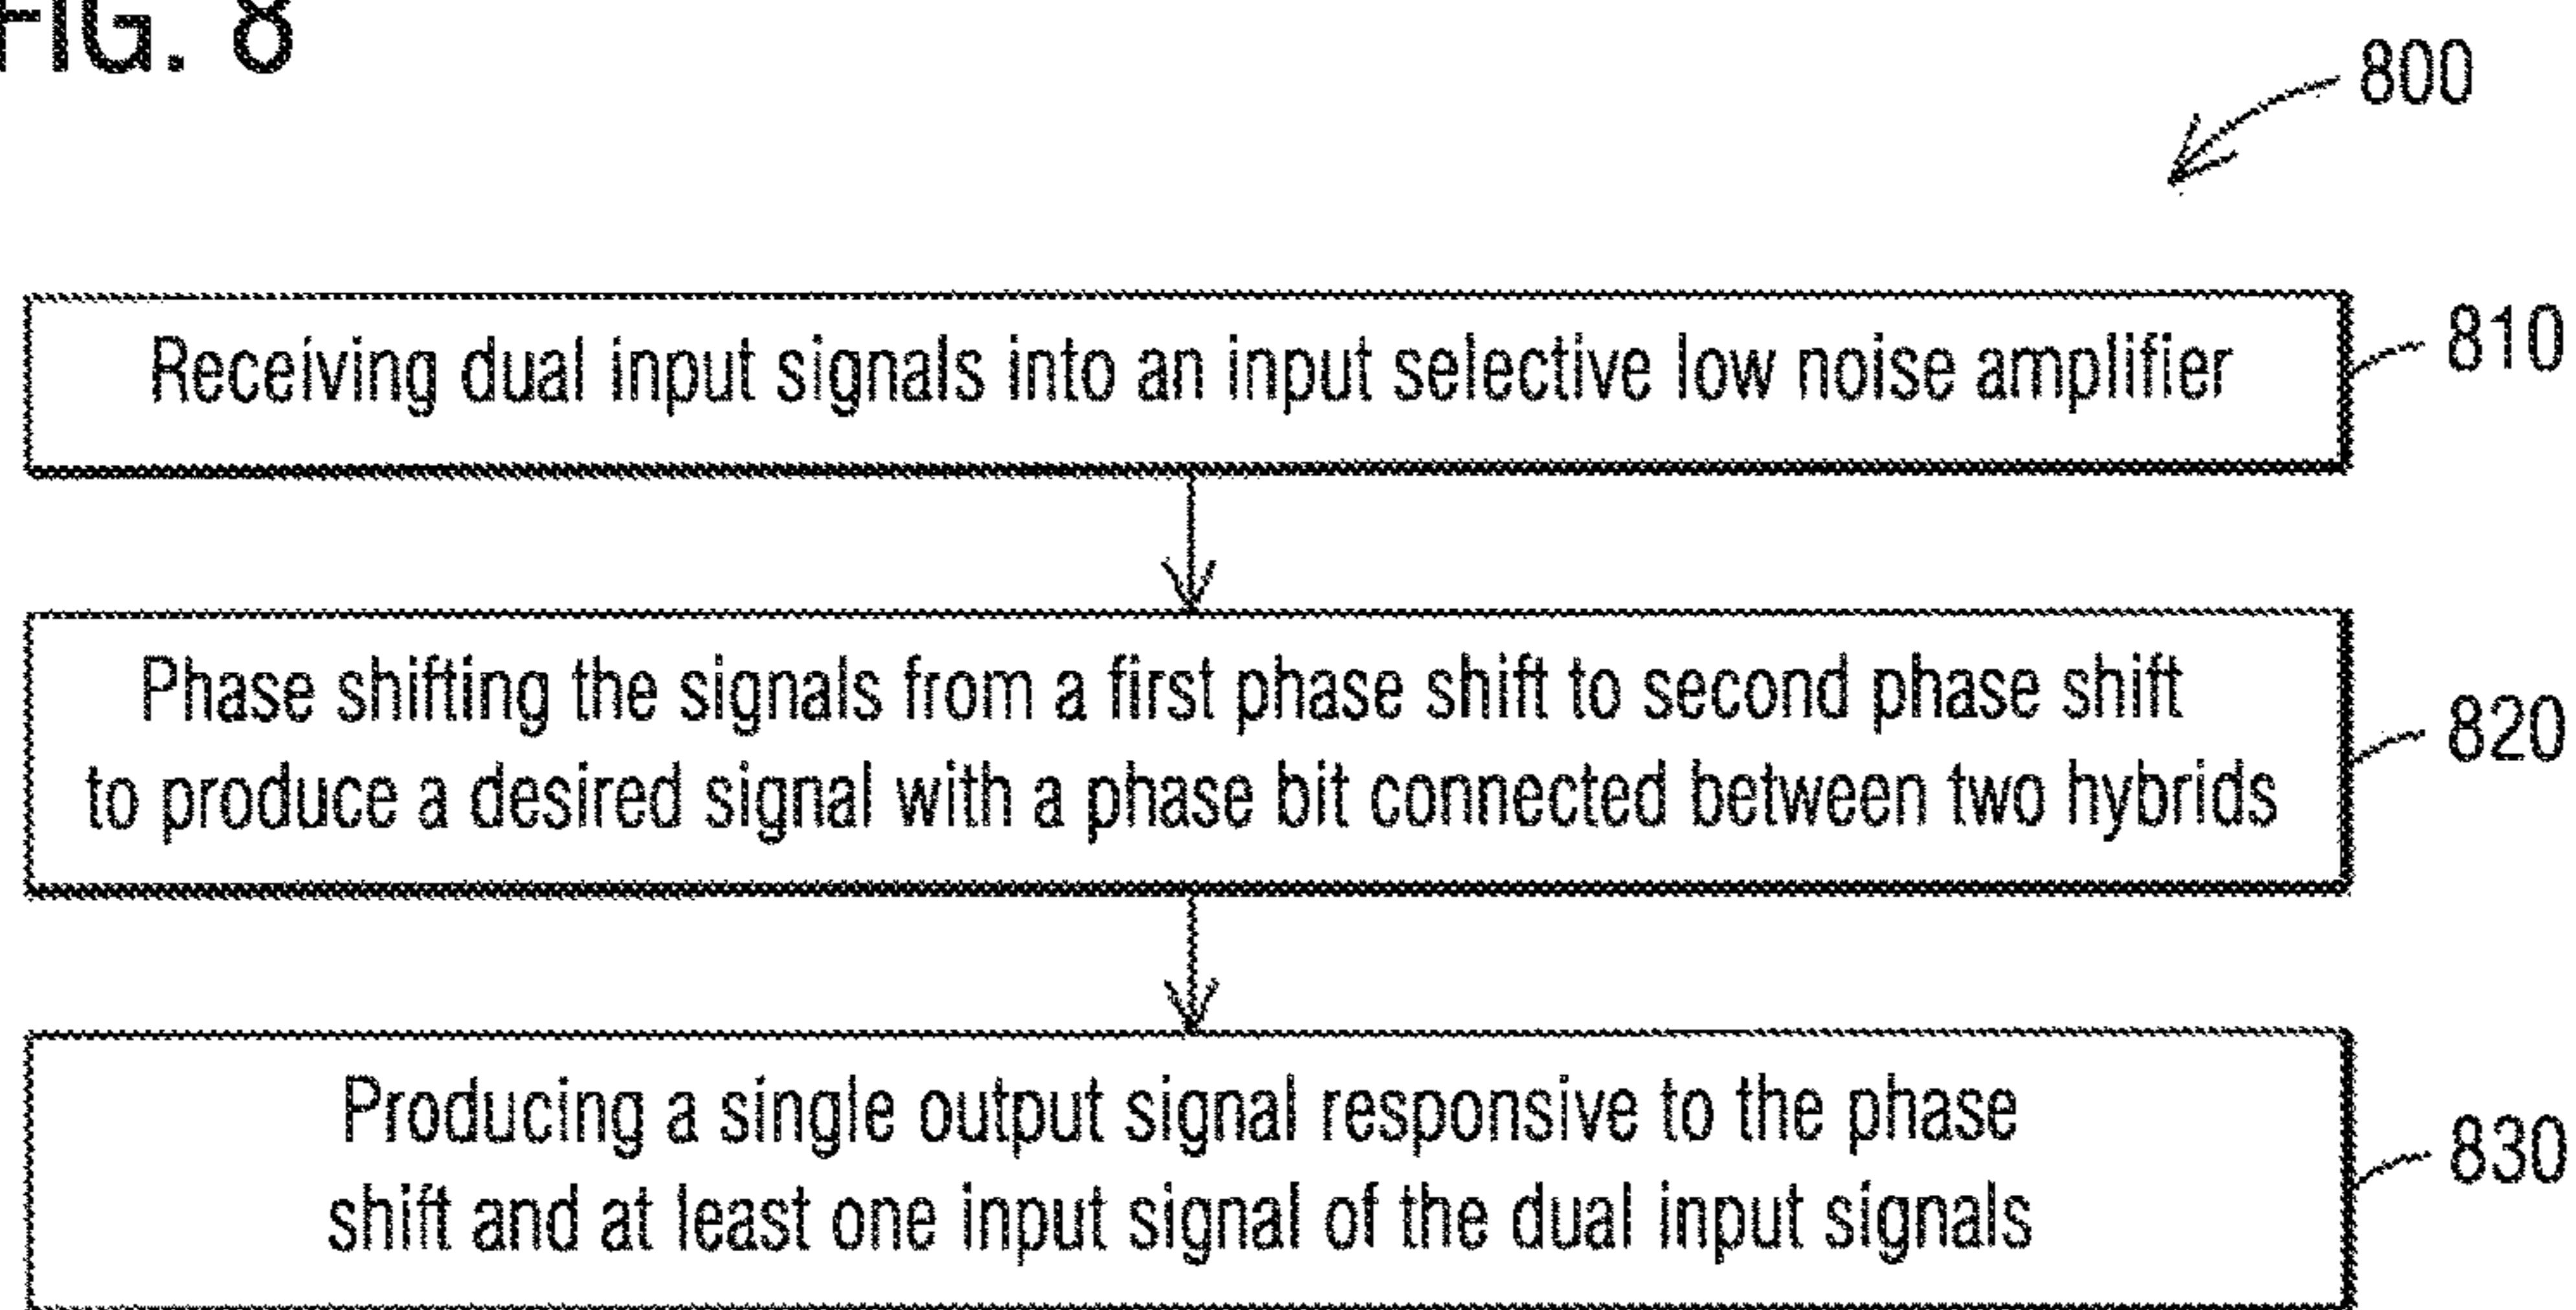 FIG. 8
800
Receiving dual input signals into an input selective low noise amplifier
810
Phase shifting the signals from a first phase shift to second phase shift
to produce a desired signal with a phase bit connected between two hybrids
820
Producing a single output signal responsive to the phase
shift and at least one input signal of the dual input signals
830